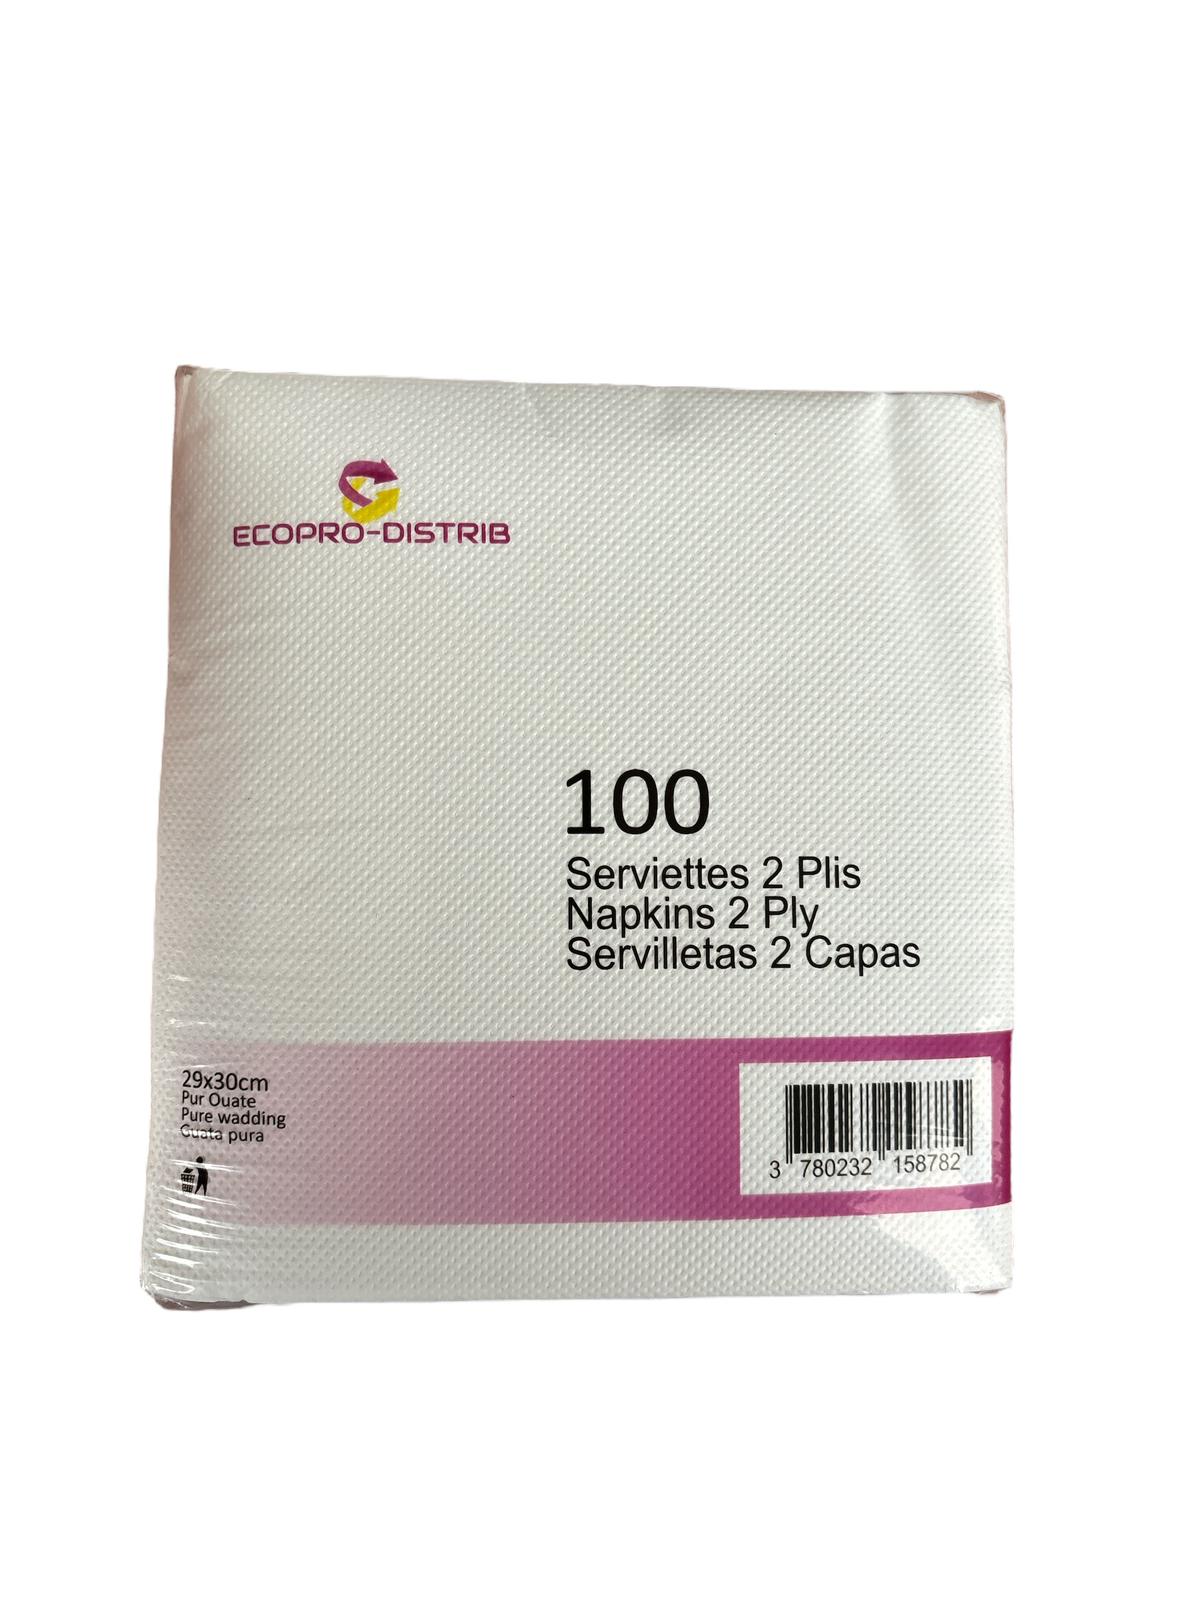 ECOPRO-DISTRIB
100
Serviettes 2 Plis
Napkins 2 Ply
Servilletas 2 Capas
29x30cm
Pur Ouate
Pure wadding
Guata pura
3 780232 158782